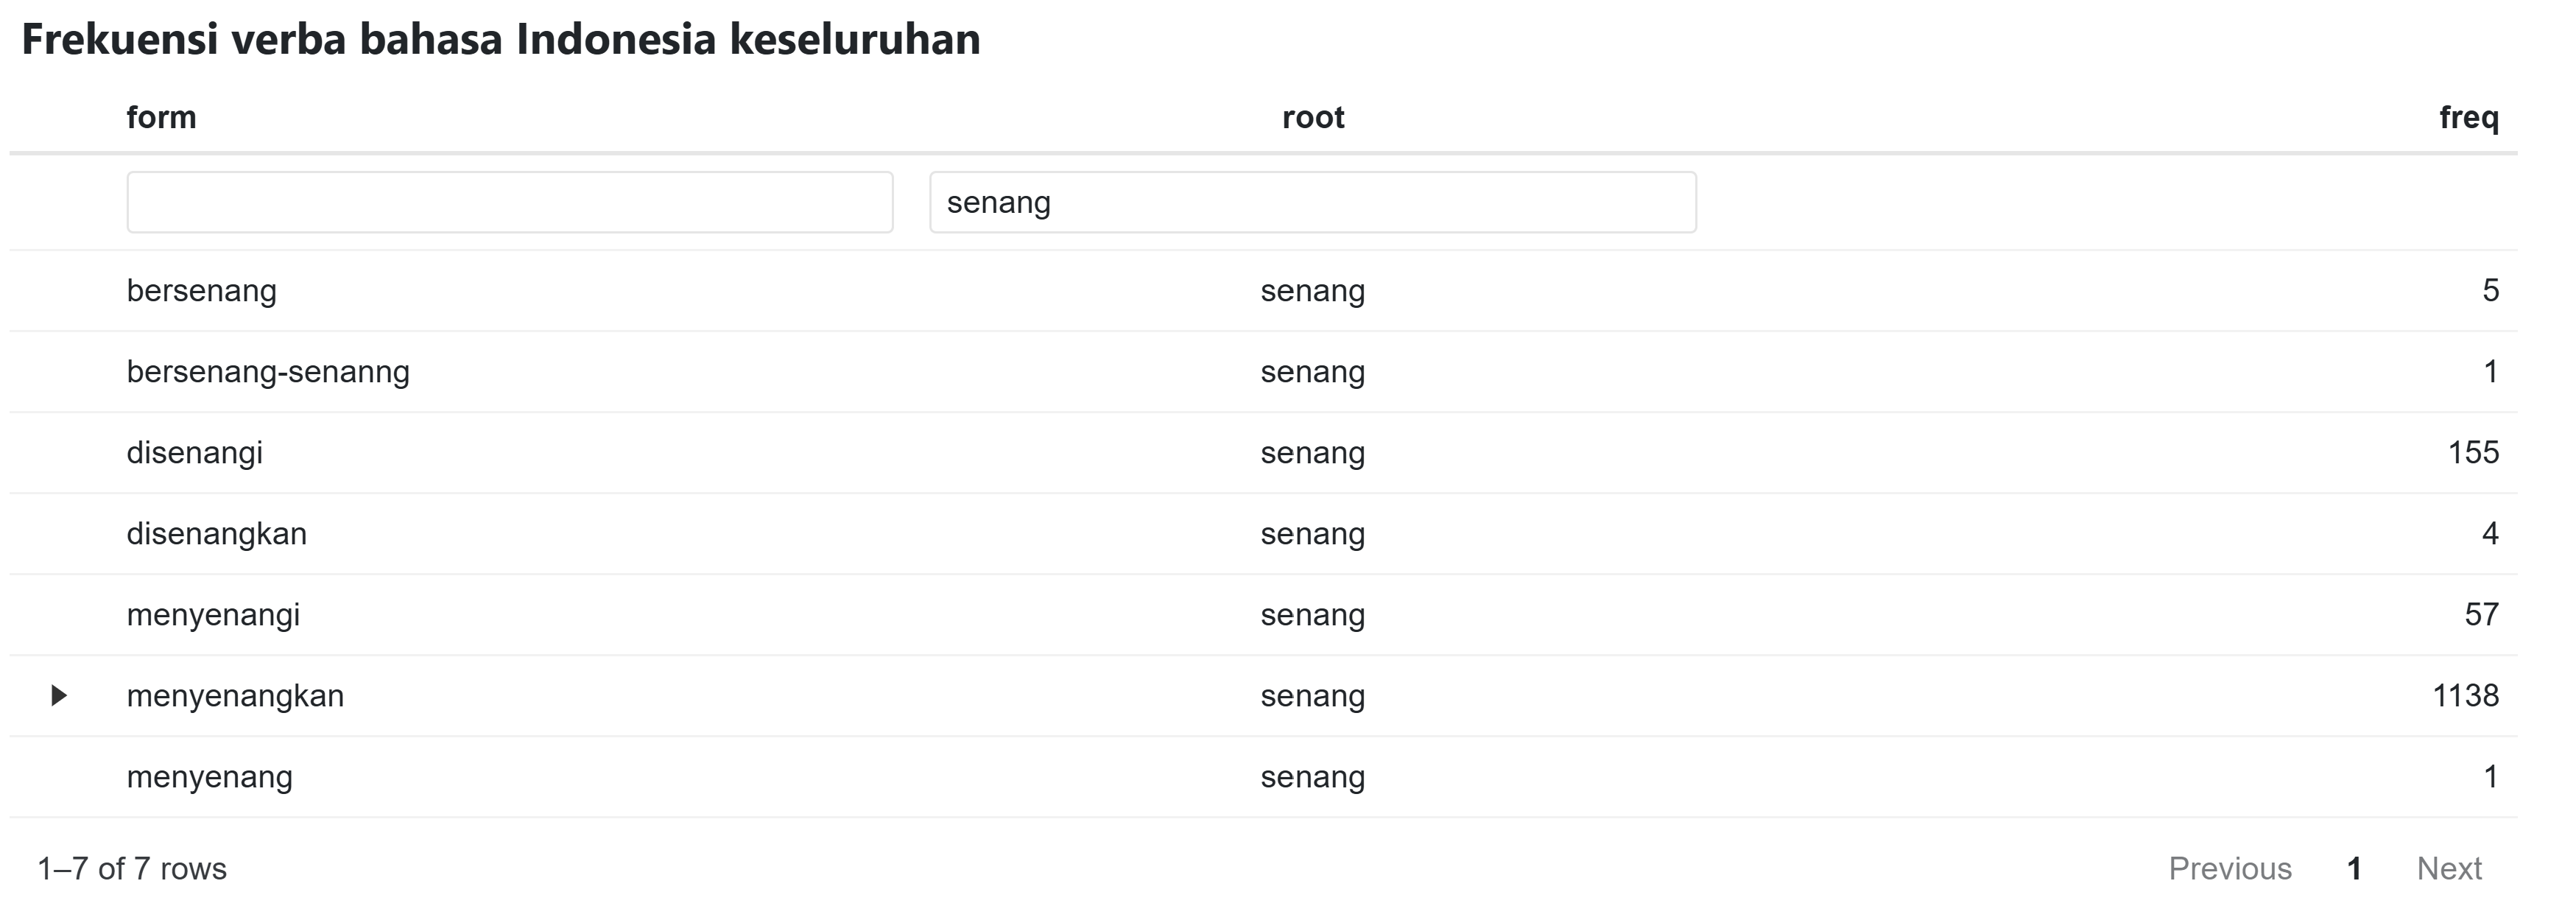 Frekuensi verba bahasa Indonesia keseluruhan
form root freq
senang
bersenang senang 5
bersenang-senanng senang 1
disenangi senang 155
disenangkan senang 4
menyenangi senang 57
menyenangkan senang 1138
menyenang senang 1
1–7 of 7 rows Previous 1 Next